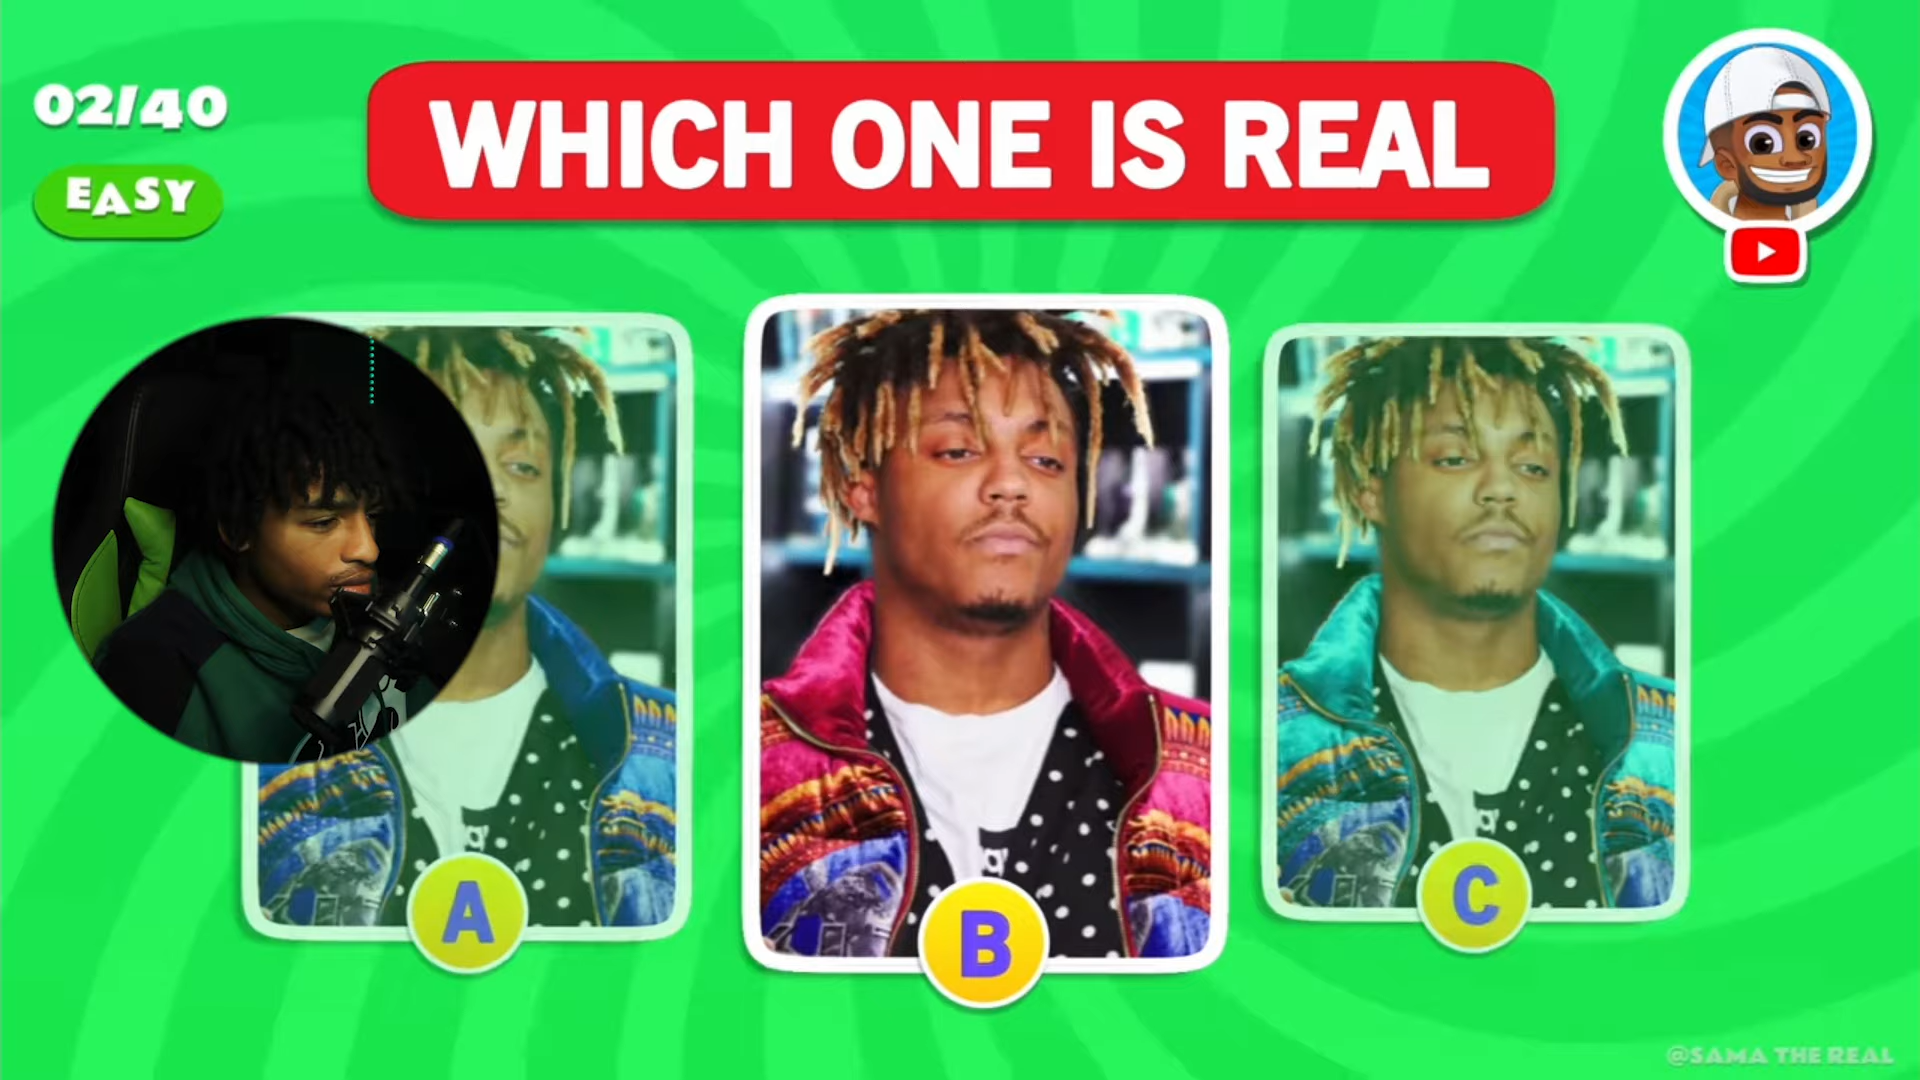 02/40
EASY
WHICH ONE IS REAL
A
B
C
@SAMA THE REAL